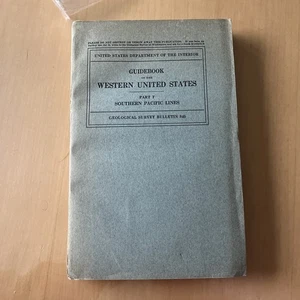 UNITED STATES DEPARTMENT OF THE INTERIOR
GUIDEBOOK
OF THE
WESTERN UNITED STATES
PART F
SOUTHERN PACIFIC LINES
GEOLOGICAL SURVEY BULLETIN 845